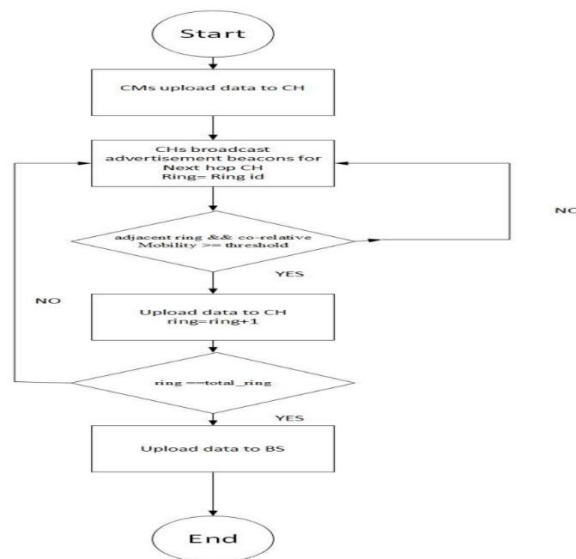 Start
CMs upload data to CH
CHs broadcast
advertisement beacons for
Next hop CH
Ring= Ring id
NO
adjacent ring && co-relative
Mobility >= threshold
YES
NO
Upload data to CH
ring=ring+1
ring ==total_ring
YES
Upload data to BS
End